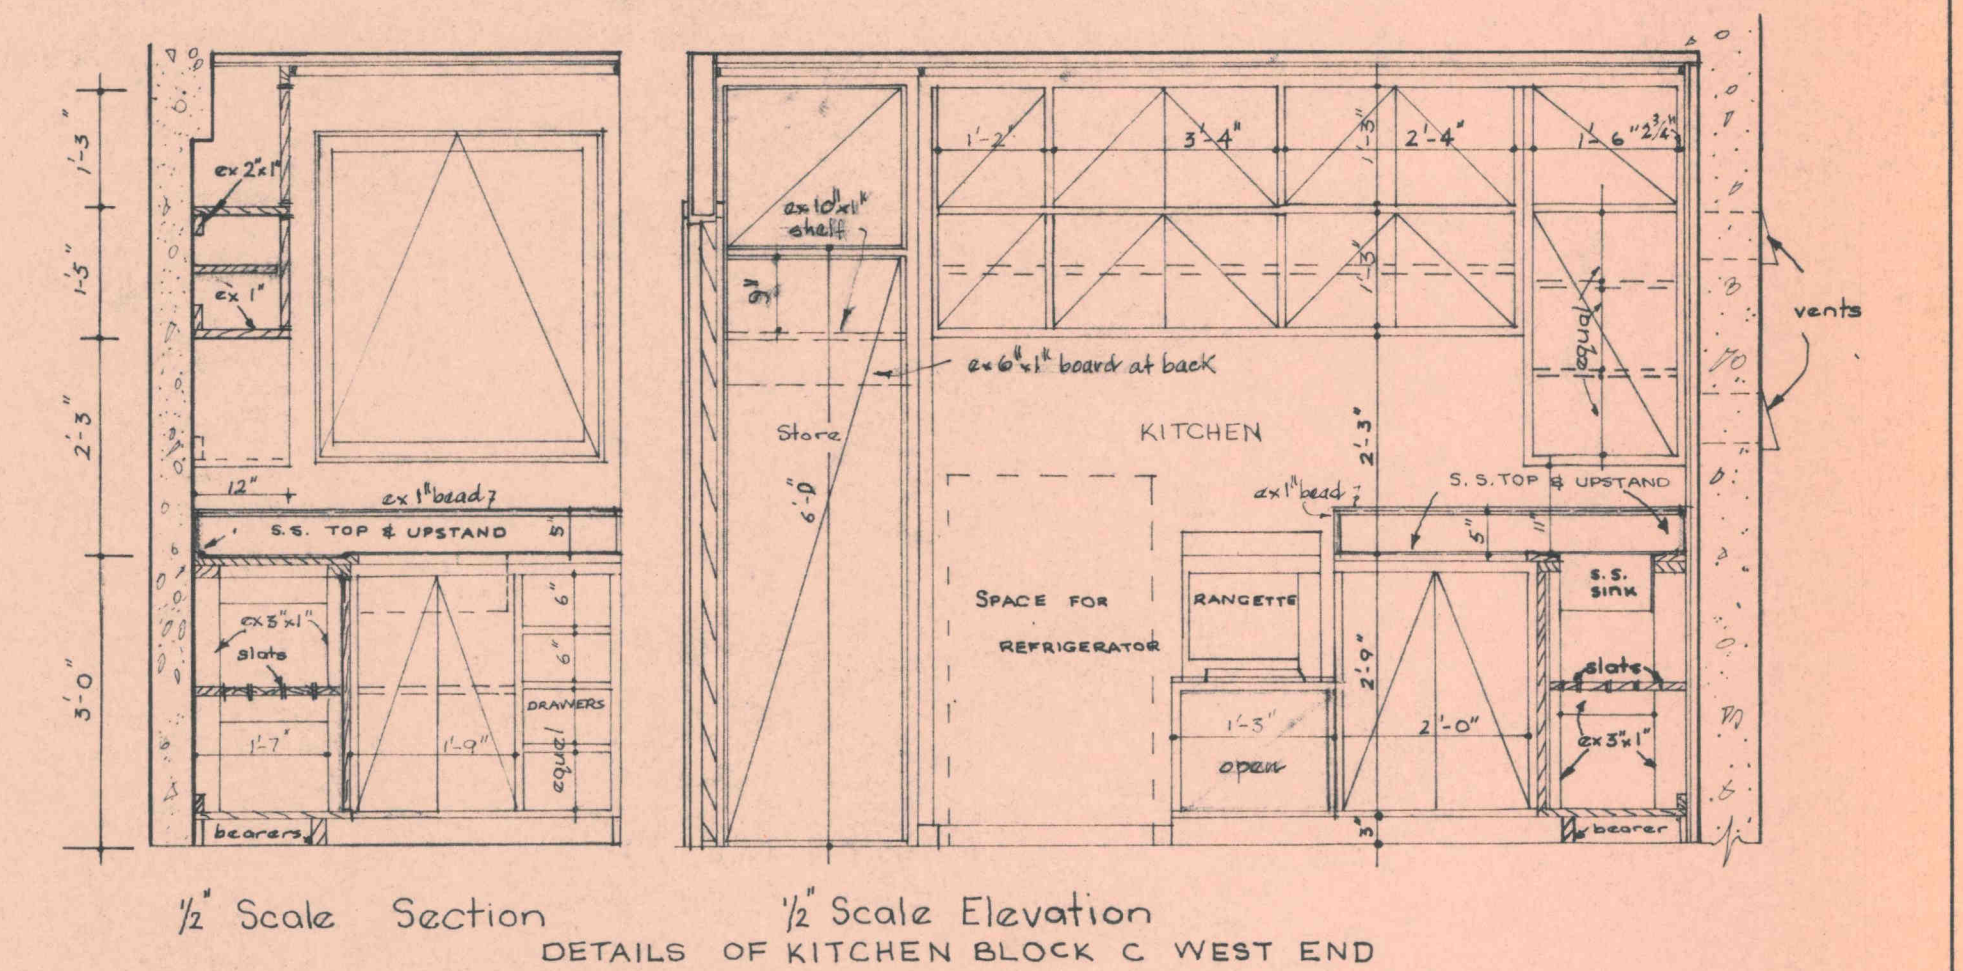 1'-3"
1'-5"
2'-3"
3'-0"
ex 2"x1"
ex 1"
12"
ex 1" bead
S.S. TOP & UPSTAND
5"
ex 3"x1"
slats
1'-7"
1'-9"
6"
6"
DRAWERS
equal
bearers
1/2" Scale Section
ex 10"x1"
shelf
9"
ex 6"x1" board at back
Store
6'-0"
1'-2"
3'-4"
1'-3"
2'-4"
1'-6"
2 3/4"
1'-3"
equal
vents
KITCHEN
2'-3"
ex 1" bead
S.S. TOP & UPSTAND
5"
11"
SPACE FOR
REFRIGERATOR
RANGETTE
S.S.
SINK
2'-9"
slats
1'-3"
open
2'-0"
ex 3"x1"
3"
bearer
1/2" Scale Elevation
DETAILS OF KITCHEN BLOCK C WEST END